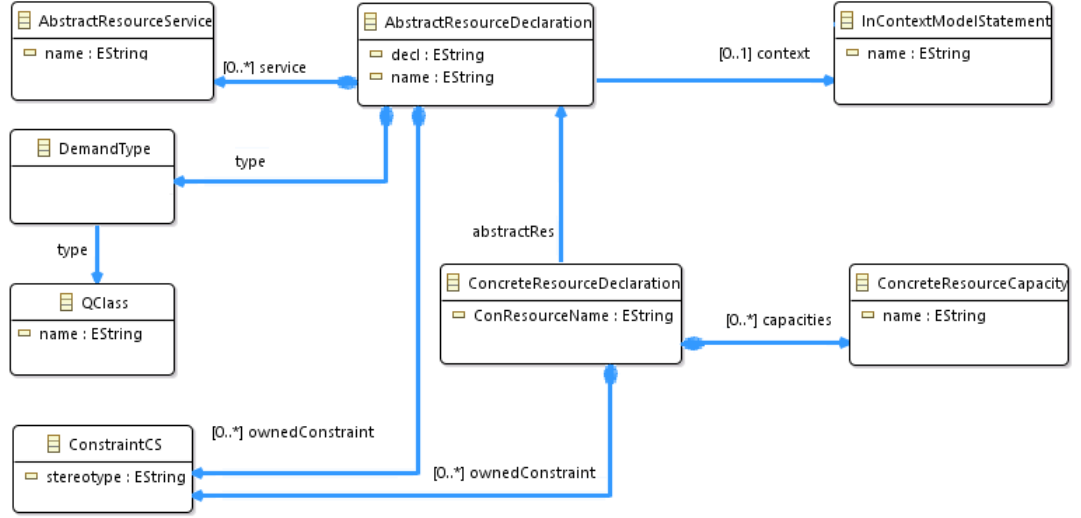 AbstractResourceService
name : EString
[0..*] service
AbstractResourceDeclaration
decl : EString
name : EString
[0..1] context
InContextModelStatement
name : EString
DemandType
type
type
QClass
name : EString
abstractRes
ConcreteResourceDeclaration
ConResourceName : EString
[0..*] capacities
ConcreteResourceCapacity
name : EString
[0..*] ownedConstraint
[0..*] ownedConstraint
ConstraintCS
stereotype : EString